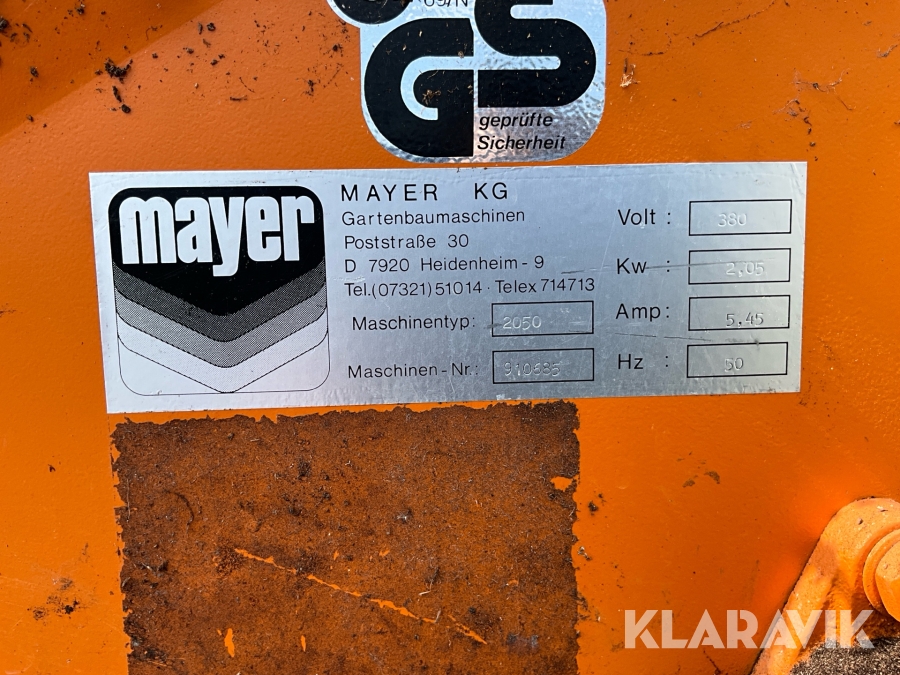 GS
geprüfte
Sicherheit
mayer
MAYER KG
Gartenbaumaschinen
Poststraße 30
D 7920 Heidenheim - 9
Tel.(07321)51014 · Telex 714713
Maschinentyp: 2050
Maschinen-Nr.: 910685
Volt : 380
Kw : 2,05
Amp : 5,45
Hz : 50
KLARAVIK